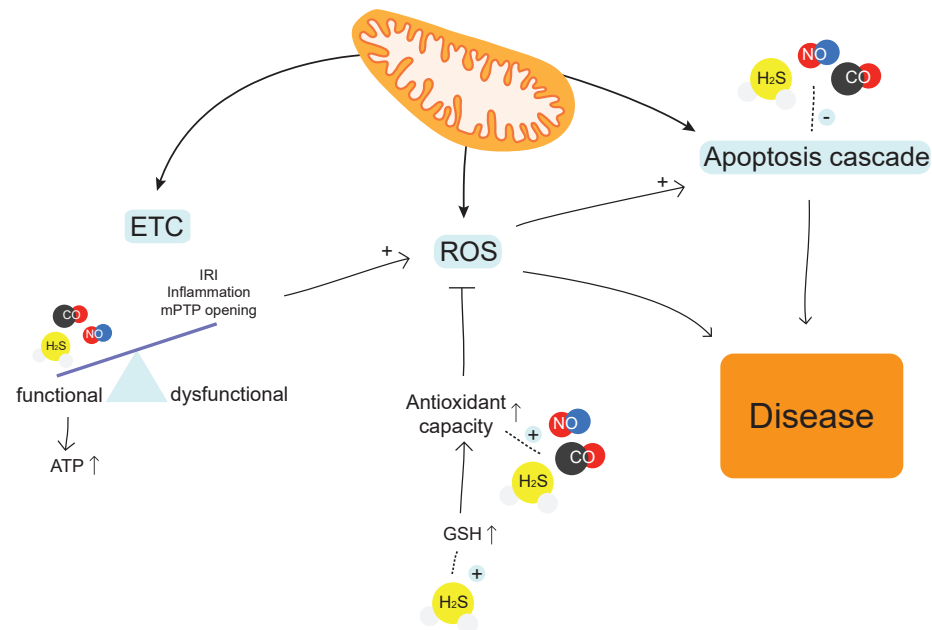 NO
H₂S
CO
-
Apoptosis cascade
+
ETC
ROS
+
IRI
Inflammation
mPTP opening
CO
NO
H₂S
functional
dysfunctional
ATP ↑
Disease
Antioxidant ↑
capacity
NO
+
CO
H₂S
GSH ↑
+
H₂S